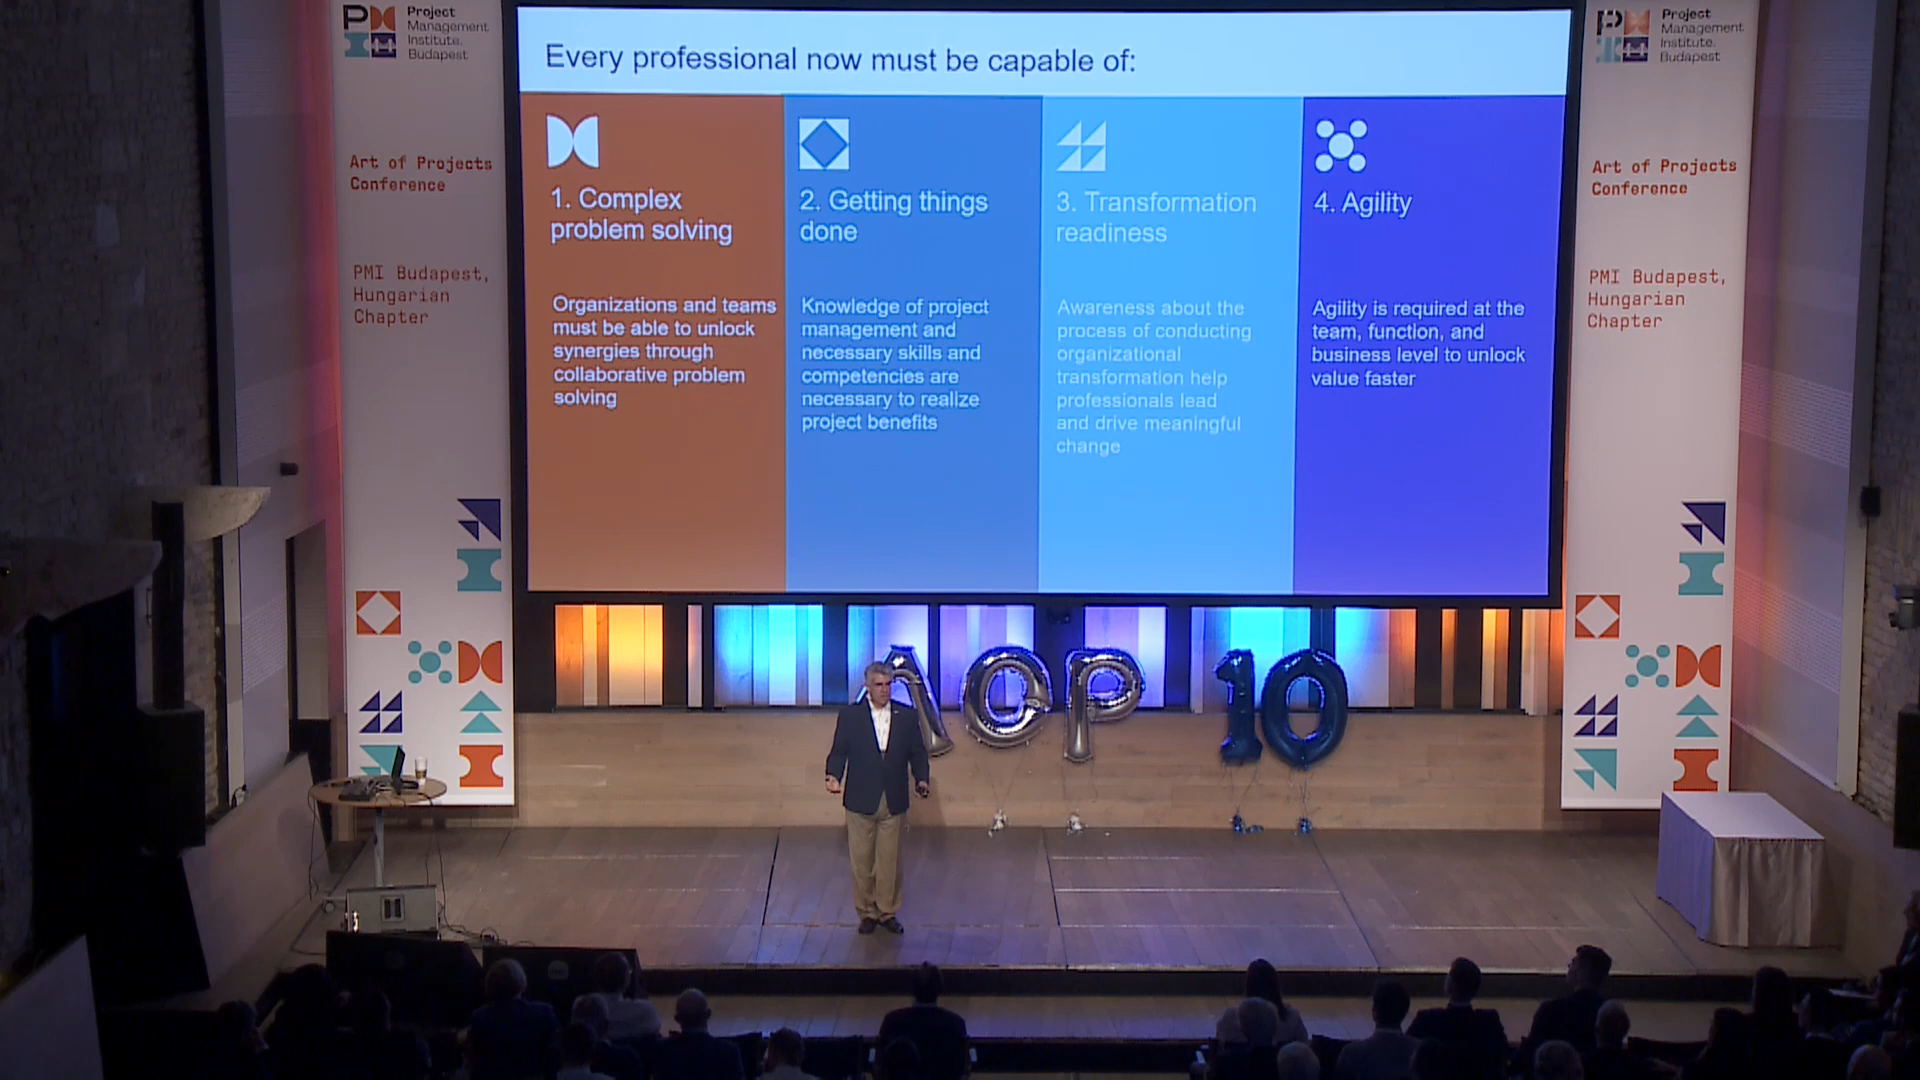 Project
Management
Institute.
Budapest
Art of Projects
Conference
PMI Budapest,
Hungarian
Chapter
Every professional now must be capable of:
1. Complex
problem solving
Organizations and teams
must be able to unlock
synergies through
collaborative problem
solving
2. Getting things
done
Knowledge of project
management and
necessary skills and
competencies are
necessary to realize
project benefits
3. Transformation
readiness
Awareness about the
process of conducting
organizational
transformation help
professionals lead
and drive meaningful
change
4. Agility
Agility is required at the
team, function, and
business level to unlock
value faster
Project
Management
Institute.
Budapest
Art of Projects
Conference
PMI Budapest,
Hungarian
Chapter
AOP 10